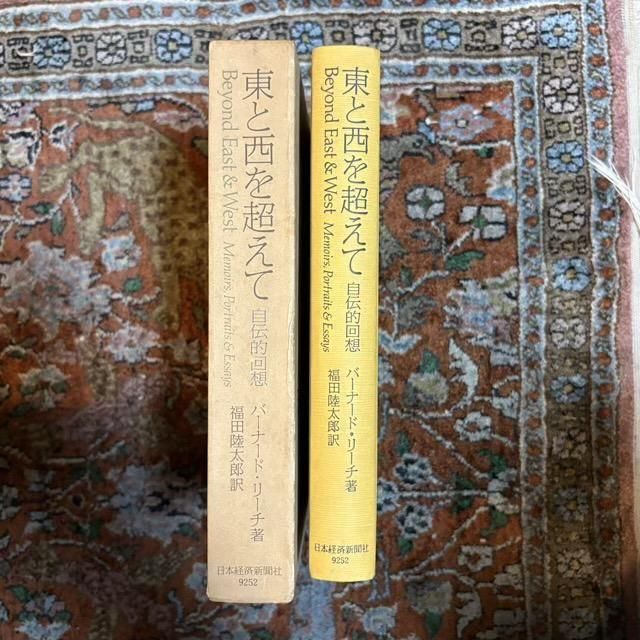 東と西を超えて 自伝的回想
Beyond East & West Memoirs, Portraits & Essays
バーナード・リーチ著
福田陸太郎訳
日本経済新聞社
9252
東と西を超えて 自伝的回想
Beyond East & West Memoirs, Portraits & Essays
バーナード・リーチ著
福田陸太郎訳
日本経済新聞社
9252